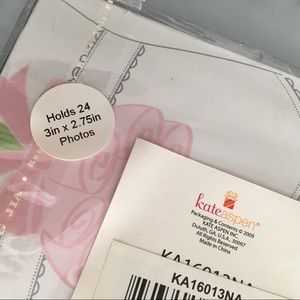 Holds 24
3in x 2.75in
Photos
kateaspen®
Packaging & Contents © 2009
KATE ASPEN INC.
Duluth, GA, U.S.A. 30097
All Rights Reserved
Made in China
KA16013NA
KA16013NA